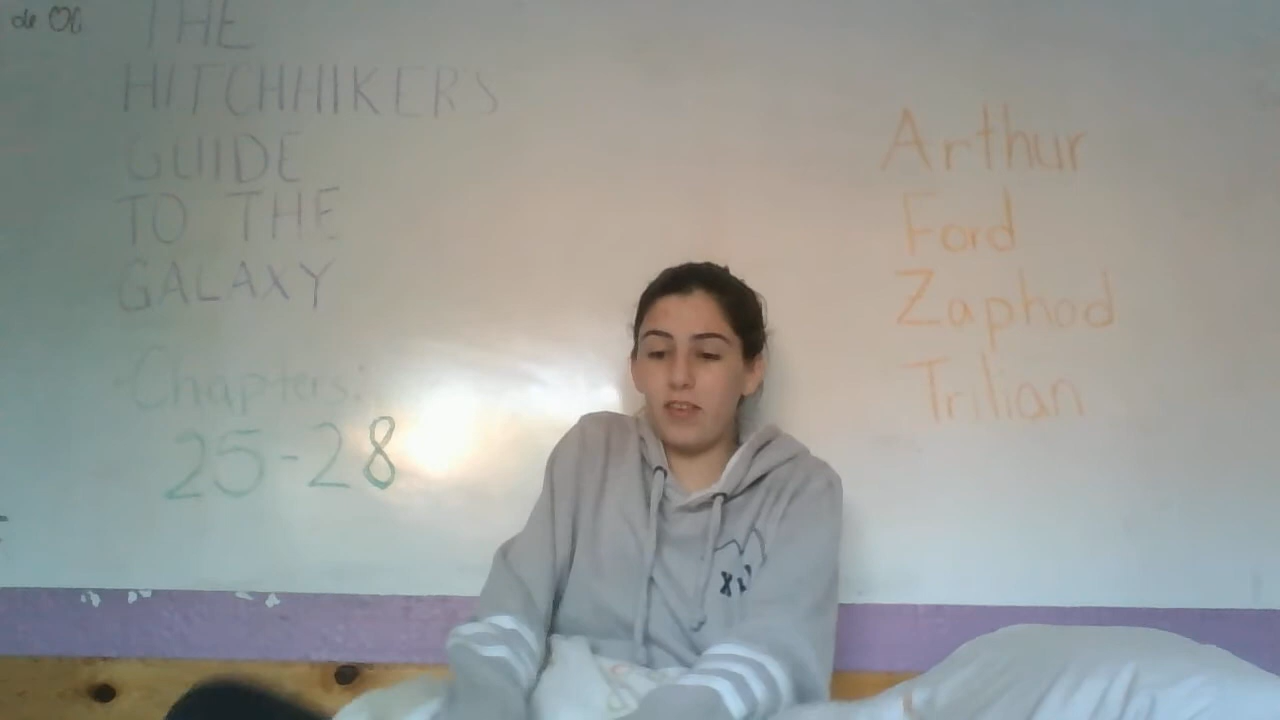 THE
HITCHHIKER'S
GUIDE
TO THE
GALAXY
Chapters:
25-28
Arthur
Ford
Zaphod
Trilian